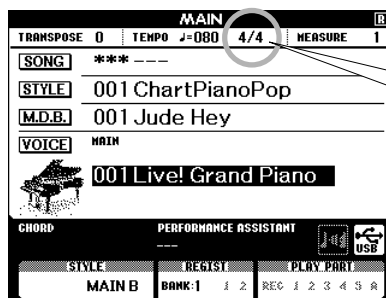 MAIN R
TRANSPOSE 0 TEMPO ♩=080 4/4 MEASURE 1
SONG *** ---
STYLE 001 ChartPianoPop
M.D.B. 001 Jude Hey
VOICE MAIN
001 Live! Grand Piano
CHORD PERFORMANCE ASSISTANT
--- USB
STYLE REGIST PLAY PART
MAIN B BANK:1 1 2 REC 1 2 3 4 5 A